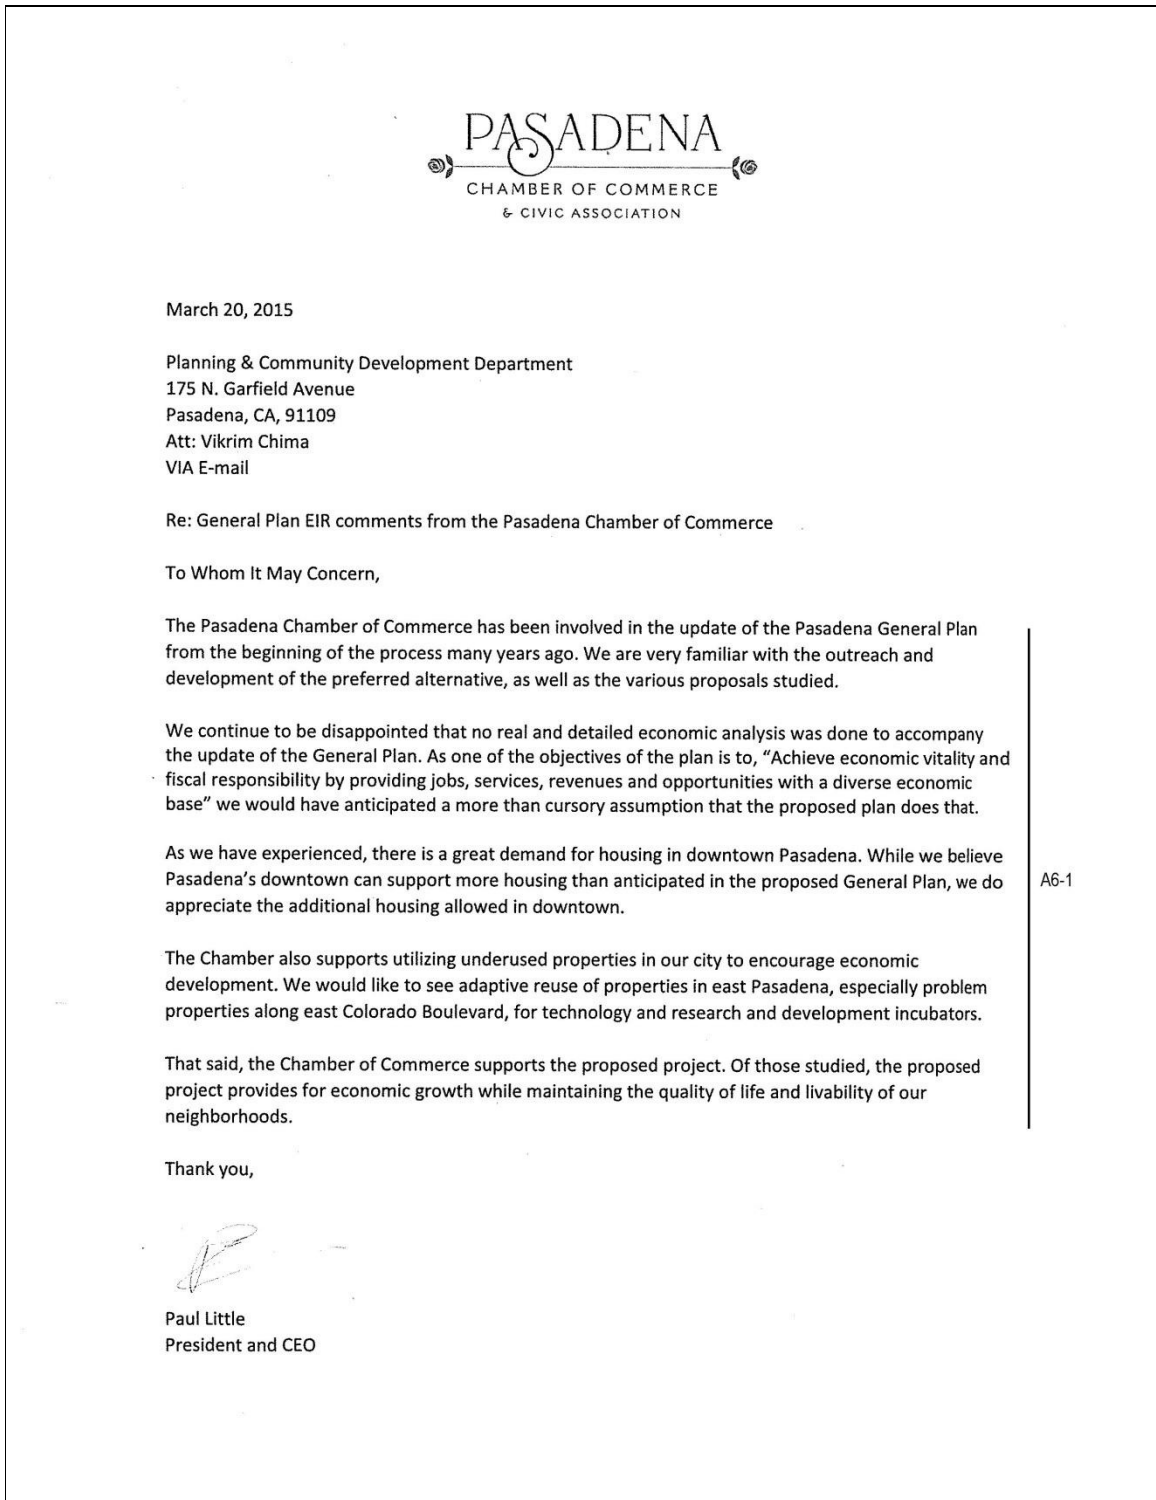 PASADENA
CHAMBER OF COMMERCE
& CIVIC ASSOCIATION
March 20, 2015
Planning & Community Development Department
175 N. Garfield Avenue
Pasadena, CA, 91109
Att: Vikrim Chima
VIA E-mail
Re: General Plan EIR comments from the Pasadena Chamber of Commerce
To Whom It May Concern,
The Pasadena Chamber of Commerce has been involved in the update of the Pasadena General Plan
from the beginning of the process many years ago. We are very familiar with the outreach and
development of the preferred alternative, as well as the various proposals studied.
We continue to be disappointed that no real and detailed economic analysis was done to accompany
the update of the General Plan. As one of the objectives of the plan is to, “Achieve economic vitality and
fiscal responsibility by providing jobs, services, revenues and opportunities with a diverse economic
base” we would have anticipated a more than cursory assumption that the proposed plan does that.
As we have experienced, there is a great demand for housing in downtown Pasadena. While we believe
Pasadena’s downtown can support more housing than anticipated in the proposed General Plan, we do
appreciate the additional housing allowed in downtown.
A6-1
The Chamber also supports utilizing underused properties in our city to encourage economic
development. We would like to see adaptive reuse of properties in east Pasadena, especially problem
properties along east Colorado Boulevard, for technology and research and development incubators.
That said, the Chamber of Commerce supports the proposed project. Of those studied, the proposed
project provides for economic growth while maintaining the quality of life and livability of our
neighborhoods.
Thank you,
Paul Little
President and CEO